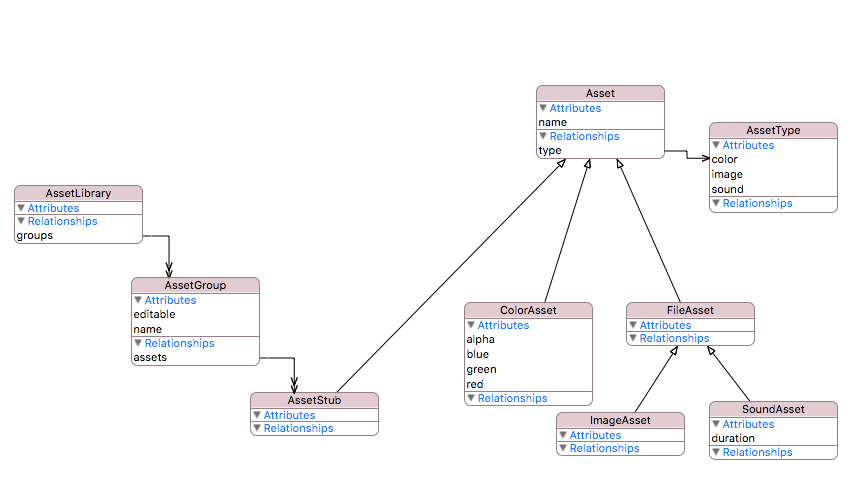 Asset
Attributes
name
Relationships
type
AssetType
Attributes
color
image
sound
Relationships
AssetLibrary
Attributes
Relationships
groups
AssetGroup
Attributes
editable
name
Relationships
assets
AssetStub
Attributes
Relationships
ColorAsset
Attributes
alpha
blue
green
red
Relationships
FileAsset
Attributes
Relationships
ImageAsset
Attributes
Relationships
SoundAsset
Attributes
duration
Relationships